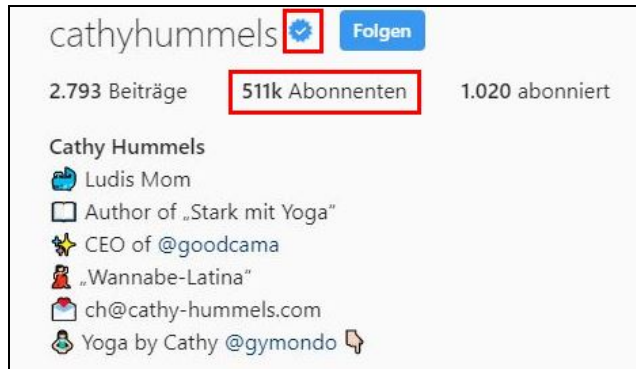 cathyhummels Folgen
2.793 Beiträge 511k Abonnenten 1.020 abonniert
Cathy Hummels
Ludis Mom
Author of „Stark mit Yoga“
CEO of @goodcama
„Wannabe-Latina“
ch@cathy-hummels.com
Yoga by Cathy @gymondo